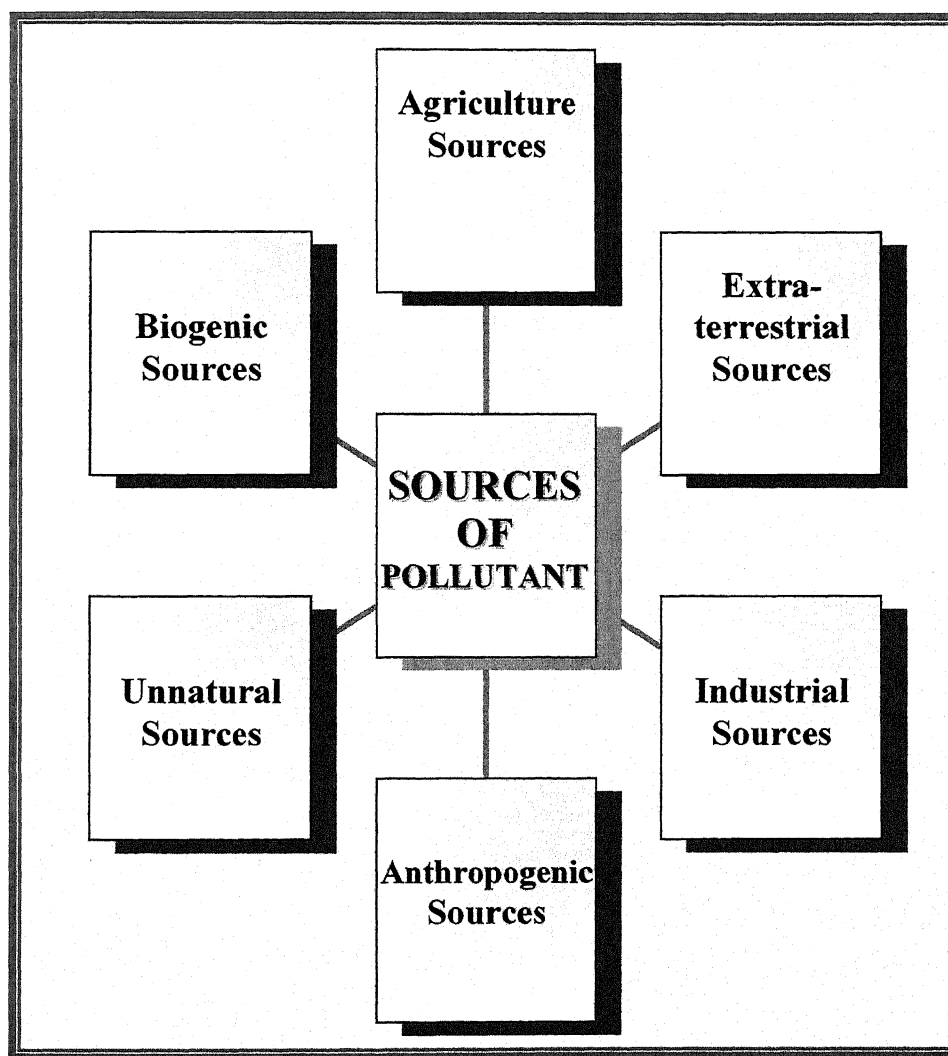 Agriculture
Sources
Biogenic
Sources
Extra-
terrestrial
Sources
SOURCES
OF
POLLUTANT
Unnatural
Sources
Industrial
Sources
Anthropogenic
Sources